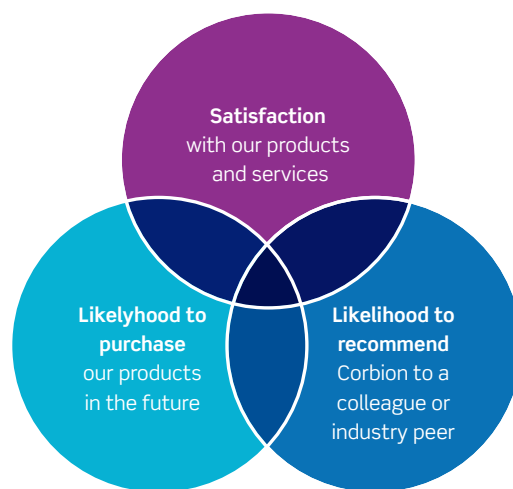 Satisfaction
with our products
and services
Likelyhood to
purchase
our products
in the future
Likelihood to
recommend
Corbion to a
colleague or
industry peer